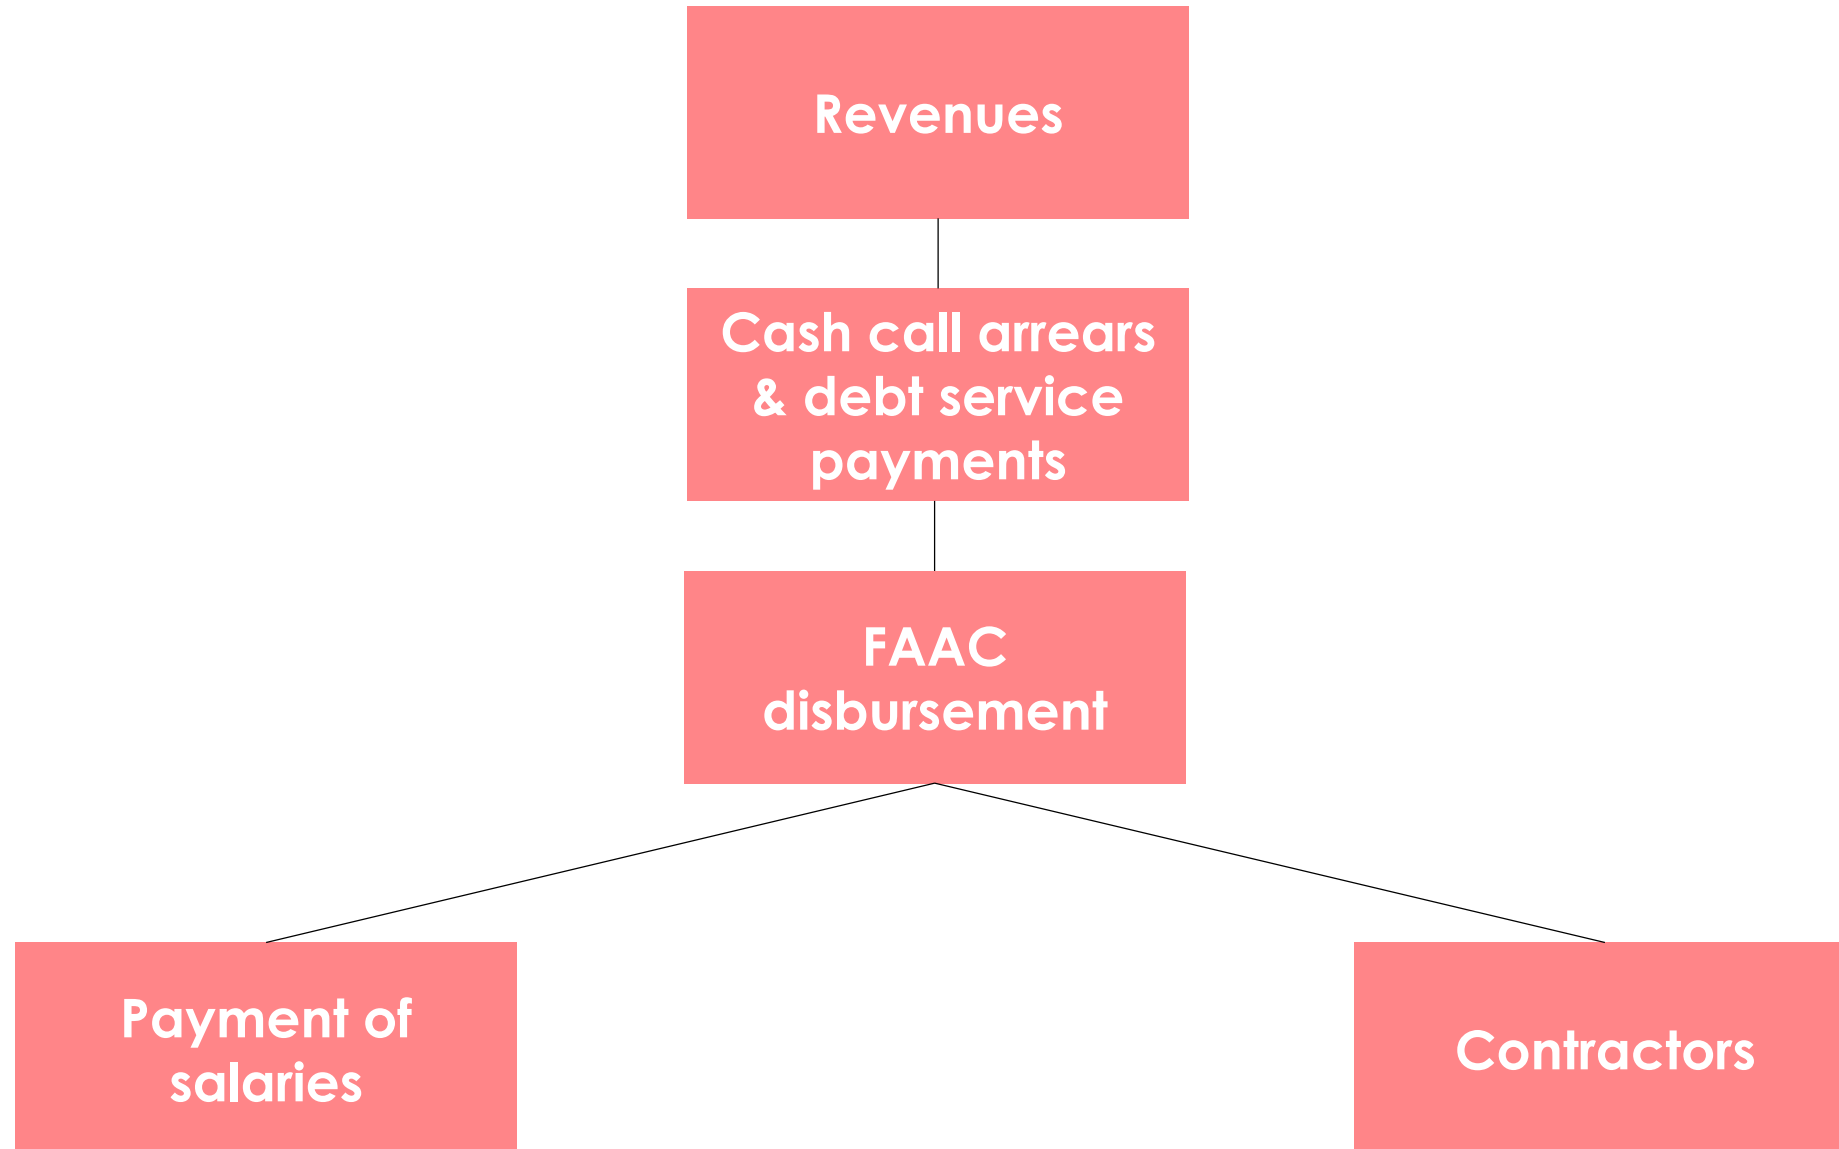 Revenues
Cash call arrears
& debt service
payments
FAAC
disbursement
Payment of
salaries
Contractors